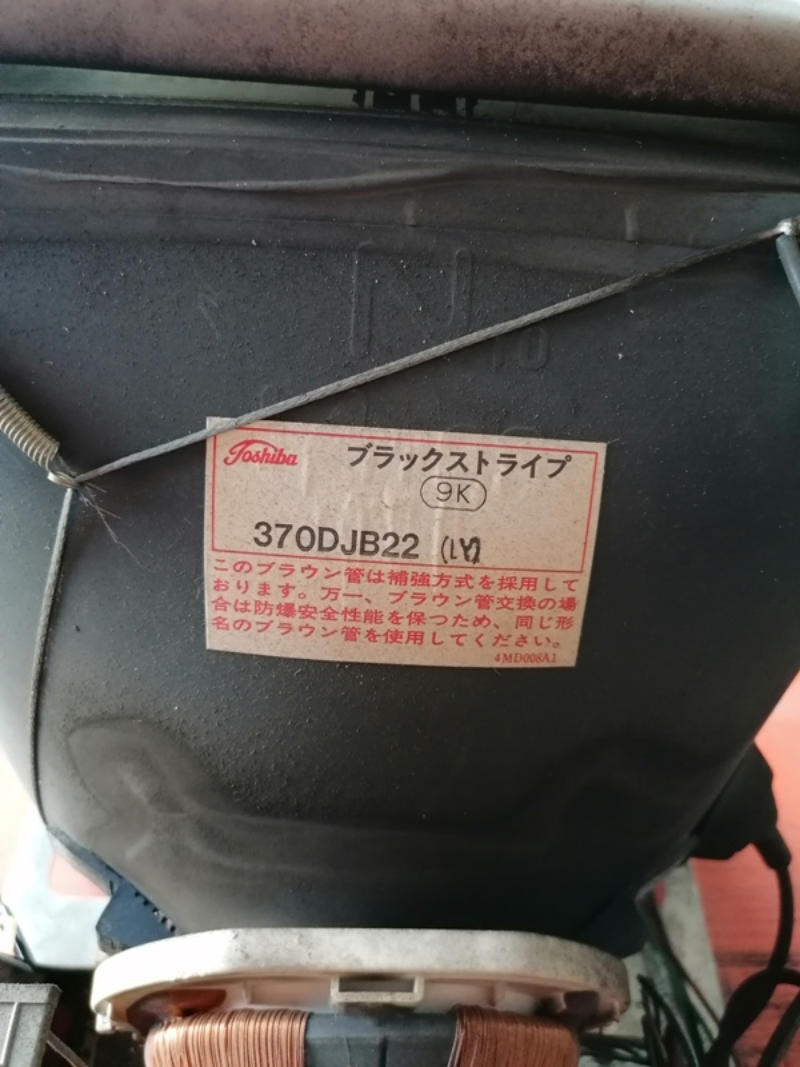 N
10
Toshiba
ブラックストライプ
9K
370DJB22
このブラウン管は補強方式を採用して
おります。万一、ブラウン管交換の場
合は防爆安全性能を保つため、同じ形
名のブラウン管を使用してください。
4MD008A1